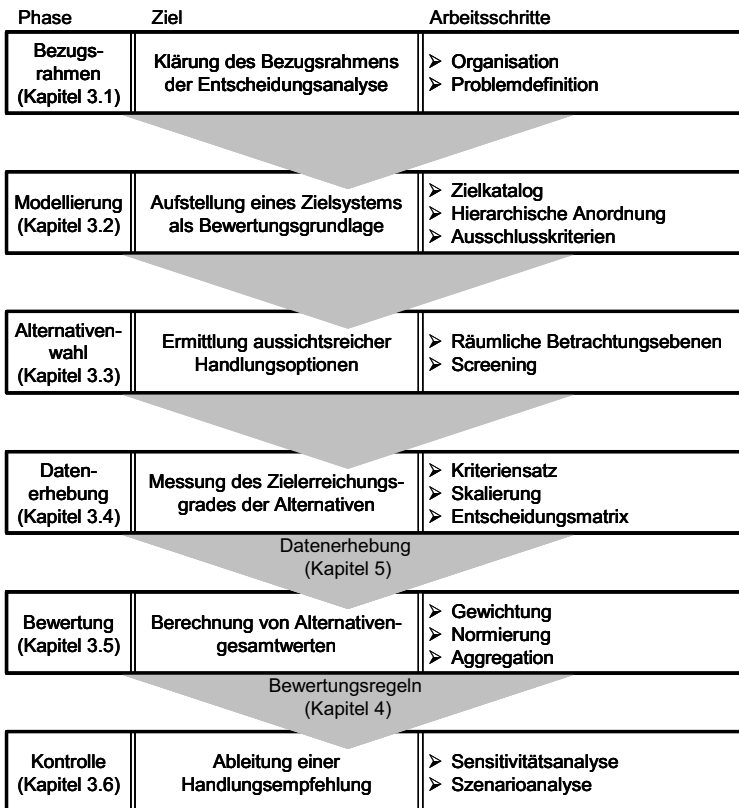 Phase Ziel Arbeitsschritte
Bezugs-
rahmen
(Kapitel 3.1)
Klärung des Bezugsrahmens
der Entscheidungsanalyse
➢ Organisation
➢ Problemdefinition
Modellierung
(Kapitel 3.2)
Aufstellung eines Zielsystems
als Bewertungsgrundlage
➢ Zielkatalog
➢ Hierarchische Anordnung
➢ Ausschlusskriterien
Alternativen-
wahl
(Kapitel 3.3)
Ermittlung aussichtsreicher
Handlungsoptionen
➢ Räumliche Betrachtungsebenen
➢ Screening
Daten-
erhebung
(Kapitel 3.4)
Messung des Zielerreichungs-
grades der Alternativen
➢ Kriteriensatz
➢ Skalierung
➢ Entscheidungsmatrix
Datenerhebung
(Kapitel 5)
Bewertung
(Kapitel 3.5)
Berechnung von Alternativen-
gesamtwerten
➢ Gewichtung
➢ Normierung
➢ Aggregation
Bewertungsregeln
(Kapitel 4)
Kontrolle
(Kapitel 3.6)
Ableitung einer
Handlungsempfehlung
➢ Sensitivitätsanalyse
➢ Szenarioanalyse